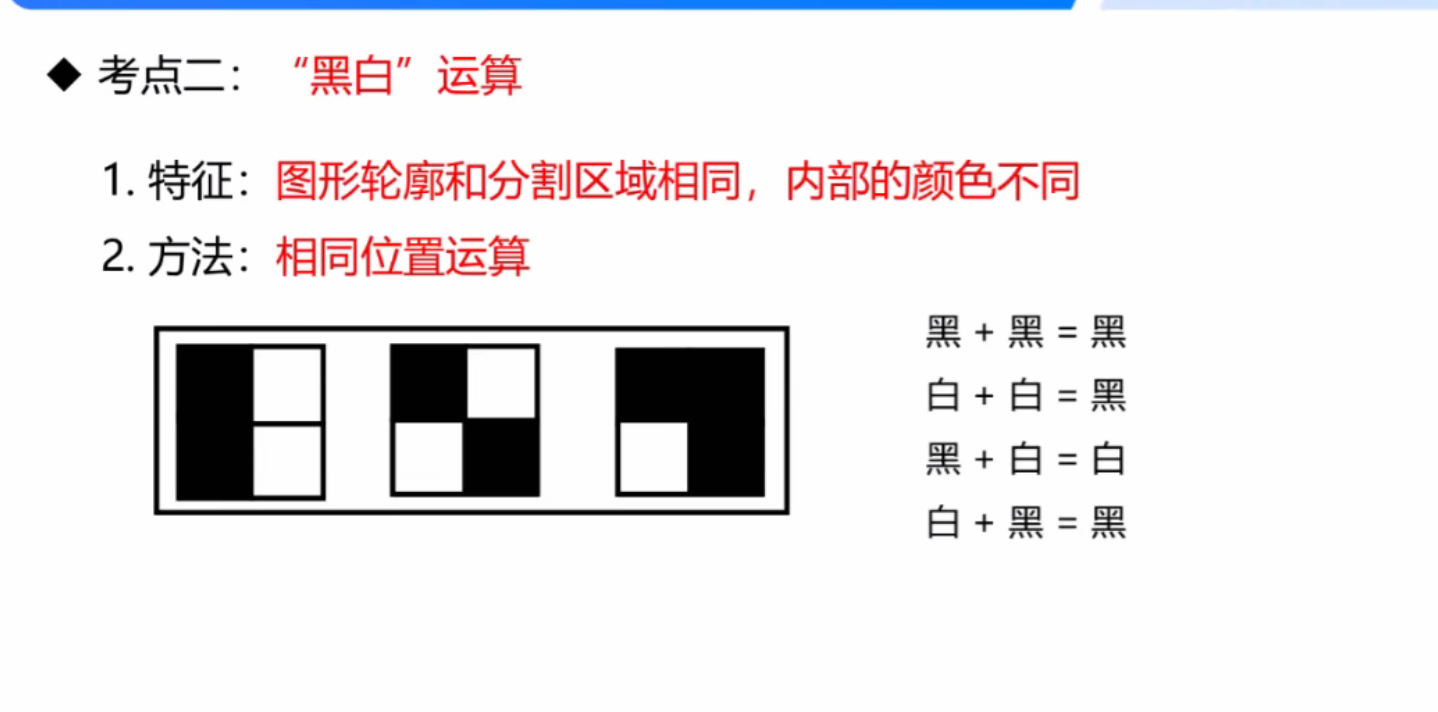 ◆ 考点二：“黑白”运算
1. 特征：图形轮廓和分割区域相同，内部的颜色不同
2. 方法：相同位置运算
黑 + 黑 = 黑
白 + 白 = 黑
黑 + 白 = 白
白 + 黑 = 黑